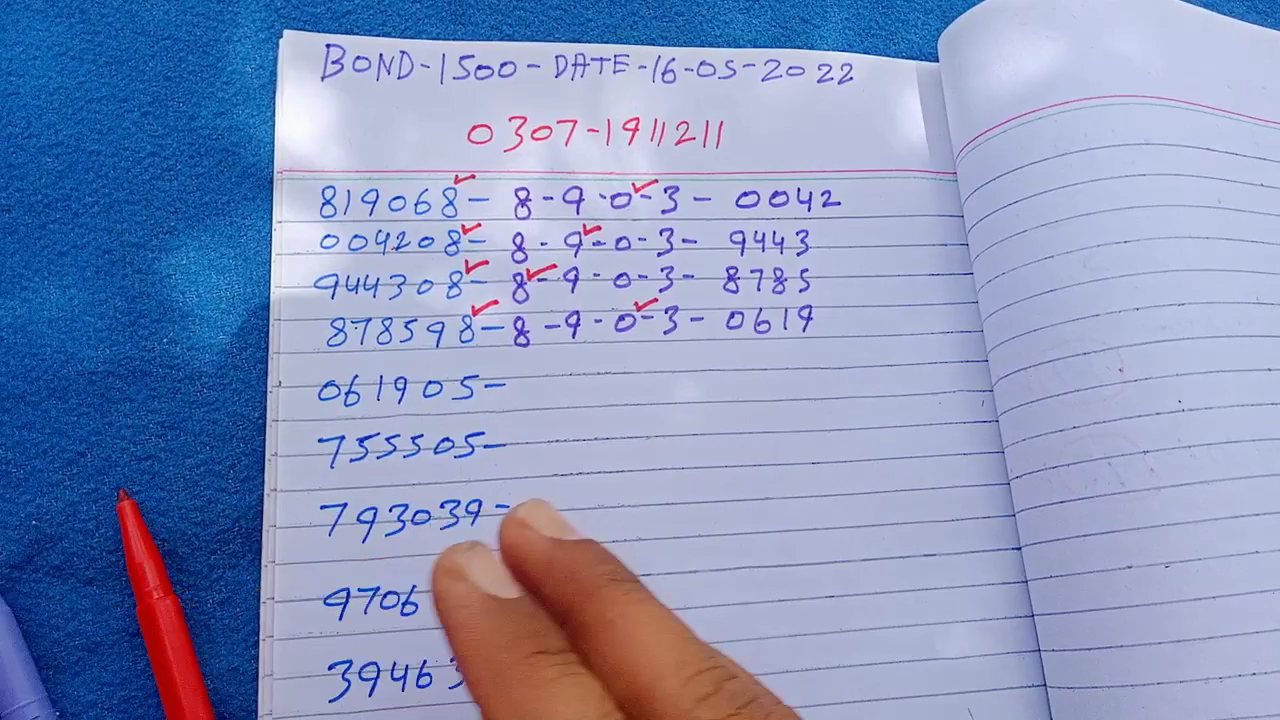 BOND-1500-DATE-16-05-2022
0307-1911211
819068- 8-9-0-3- 0042
004208- 8-9-0-3- 9443
944308- 8-9-0-3- 8785
878598-8-9-0-3- 0619
061905-
755505-
793039-
9706
3946